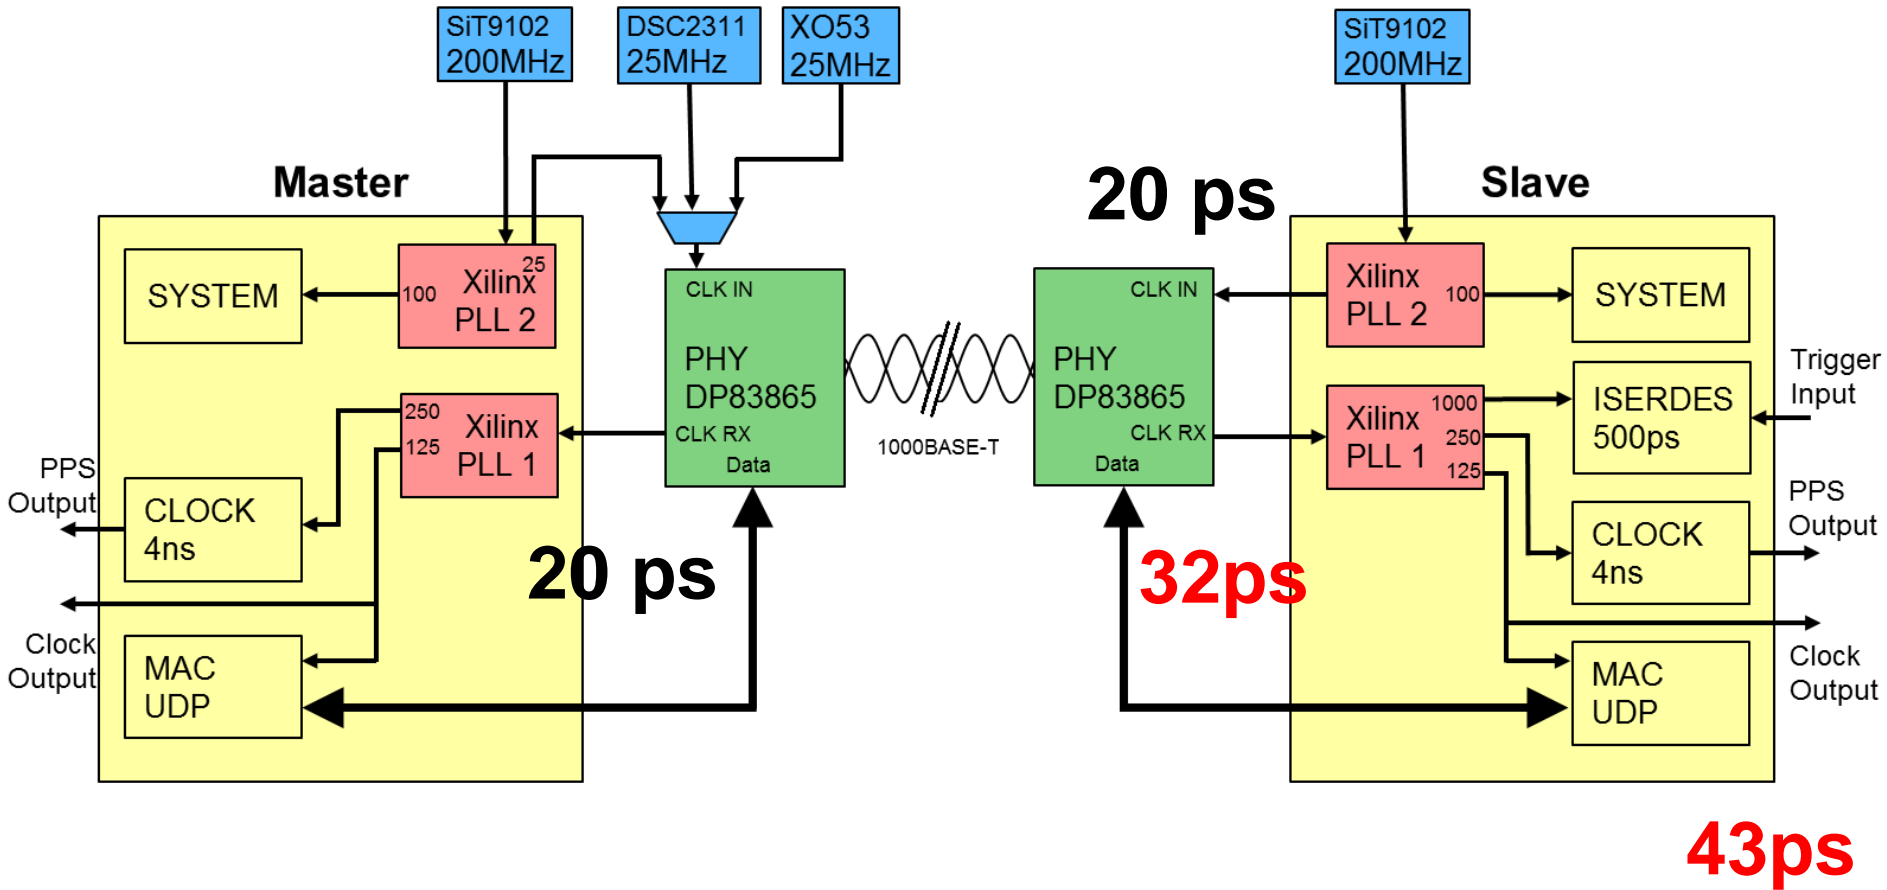 SiT9102
200MHz
DSC2311
25MHz
XO53
25MHz
SiT9102
200MHz
Master
20 ps
Slave
SYSTEM
100
Xilinx
25
PLL 2
CLK IN
PHY
DP83865
CLK RX
Data
250
125
Xilinx
PLL 1
PPS
Output
CLOCK
4ns
Clock
Output
MAC
UDP
20 ps
1000BASE-T
CLK IN
PHY
DP83865
CLK RX
Data
32ps
Xilinx
PLL 2
100
SYSTEM
Xilinx
PLL 1
1000
250
125
ISERDES
500ps
Trigger
Input
CLOCK
4ns
PPS
Output
MAC
UDP
Clock
Output
43ps